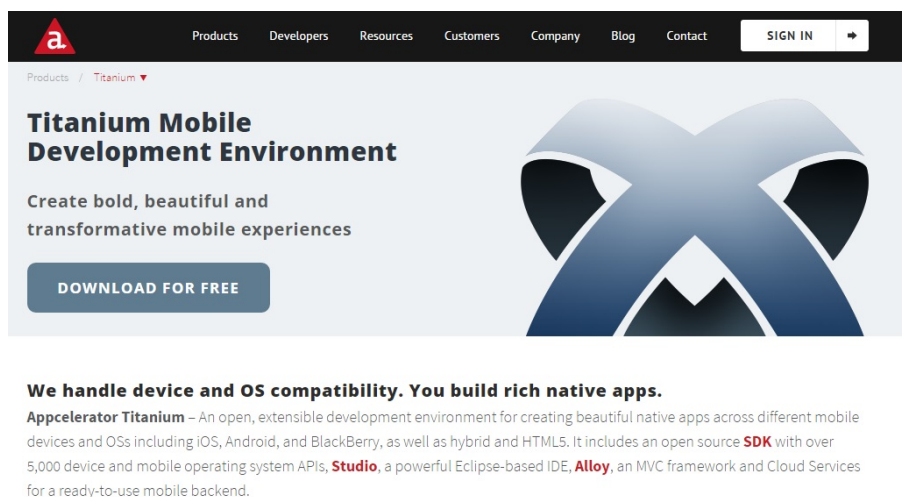 a
Products Developers Resources Customers Company Blog Contact SIGN IN
Products / Titanium ▼
Titanium Mobile
Development Environment
Create bold, beautiful and
transformative mobile experiences
DOWNLOAD FOR FREE
We handle device and OS compatibility. You build rich native apps.
Appcelerator Titanium – An open, extensible development environment for creating beautiful native apps across different mobile
devices and OSs including iOS, Android, and BlackBerry, as well as hybrid and HTML5. It includes an open source SDK with over
5,000 device and mobile operating system APIs, Studio, a powerful Eclipse-based IDE, Alloy, an MVC framework and Cloud Services
for a ready-to-use mobile backend.